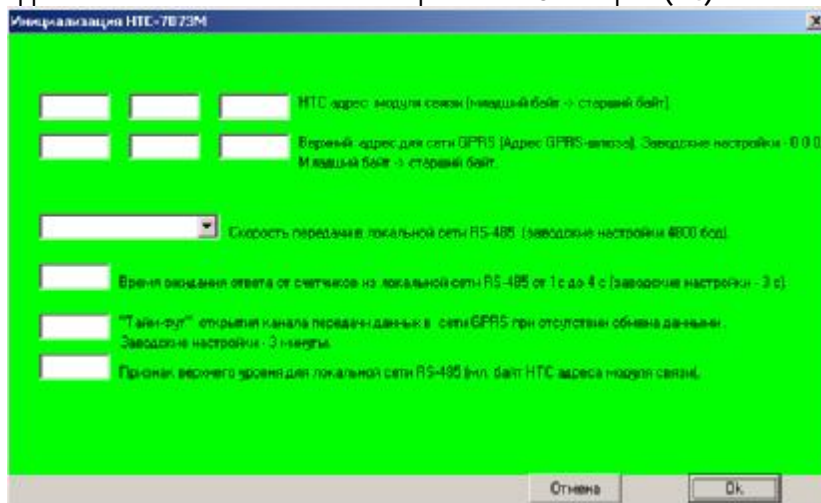 Инициализация НТС-7873М
НТС адрес модуля связи (младший байт -> старший байт)
Верхний адрес для сети GPRS (Адрес GPRS-шлюза). Заводские настройки - 0 0 0
Младший байт -> старший байт.
Скорость передачи в локальной сети RS-485 (заводские настройки 4800 бод).
Время ожидания ответа от счетчиков из локальной сети RS-485 от 1с до 4 с (заводские настройки - 3 с)
"Тайм-аут" открытия канала передачи данных в сети GPRS при отсутствии обмена данными.
Заводские настройки - 3 минуты.
Признак верхнего уровня для локальной сети RS-485 (мл. байт НТС адреса модуля связи).
Отмена Ok